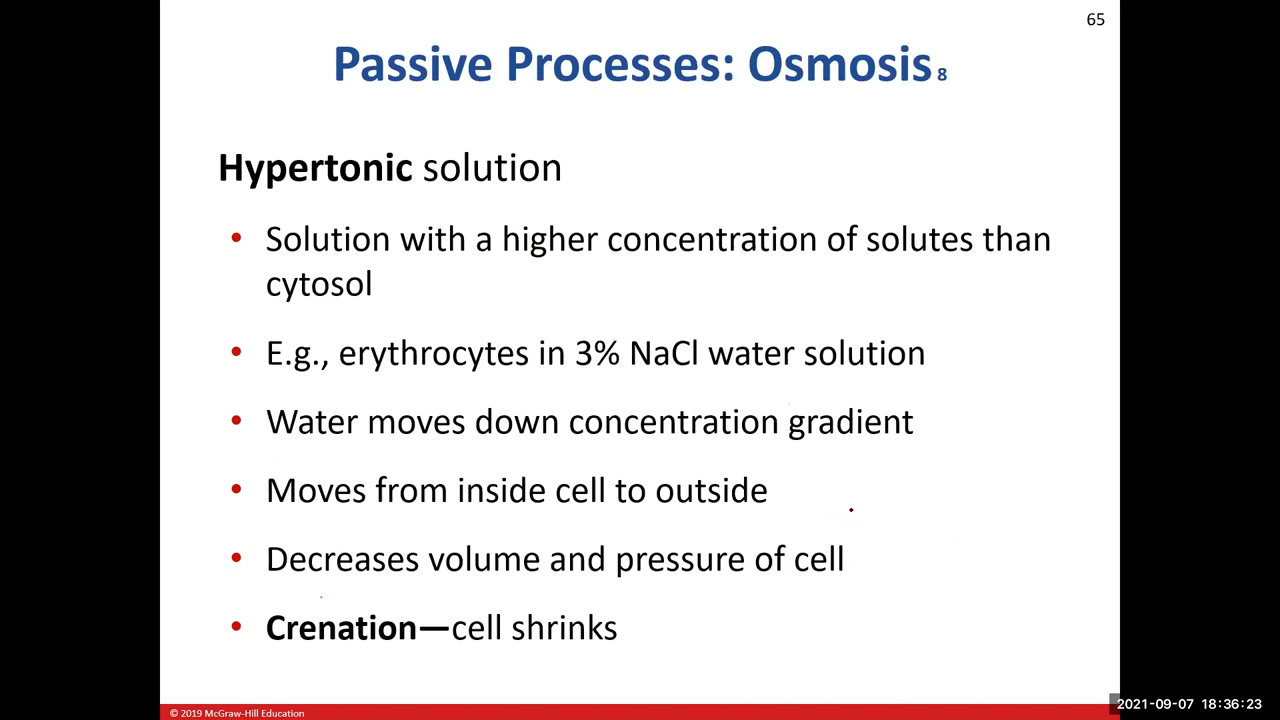 65
Passive Processes: Osmosis 8
Hypertonic solution
• Solution with a higher concentration of solutes than
cytosol
• E.g., erythrocytes in 3% NaCl water solution
• Water moves down concentration gradient
• Moves from inside cell to outside
• Decreases volume and pressure of cell
• Crenation—cell shrinks
© 2019 McGraw-Hill Education
2021-09-07 18:36:23